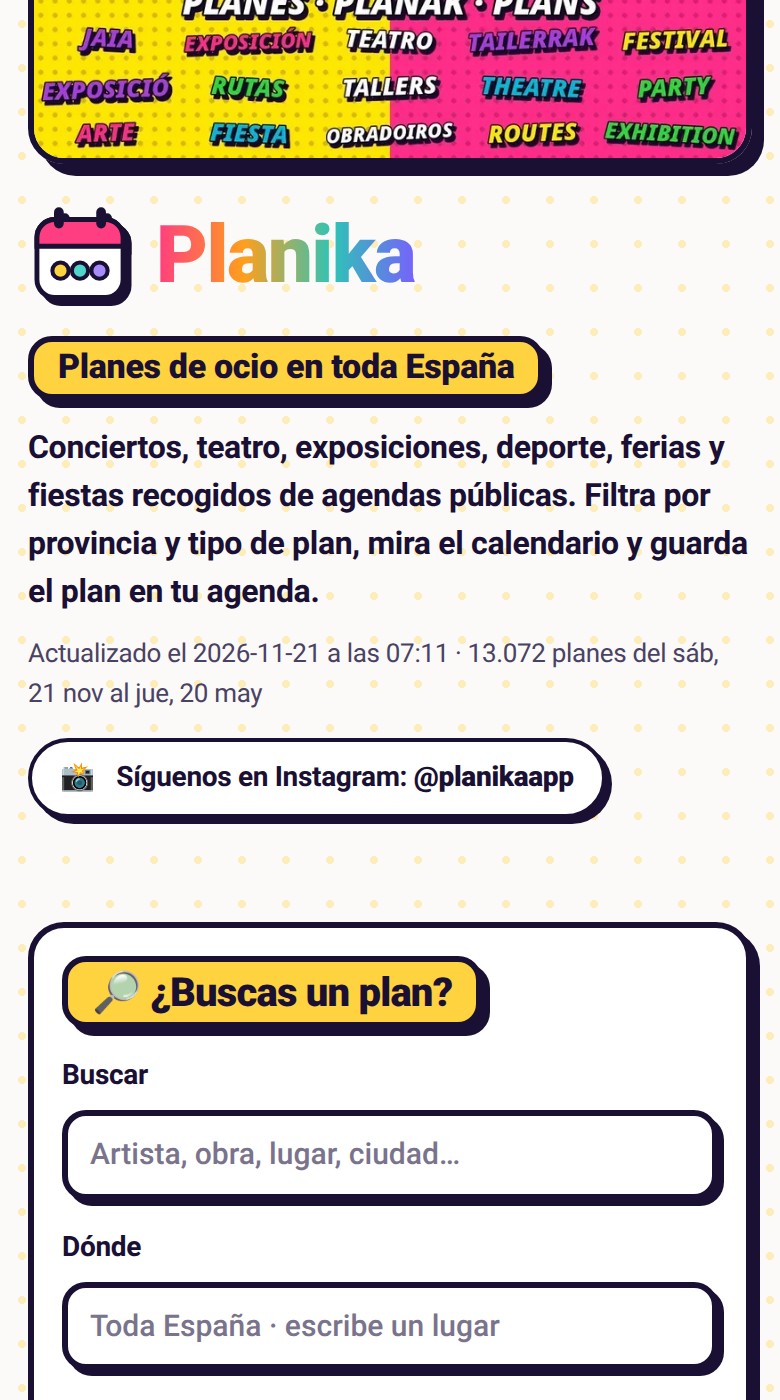 PLANES · PLANAK · PLANS
JAIA EXPOSICIÓN TEATRO TAILERRAK FESTIVAL
EXPOSICIÓ RUTAS TALLERS THEATRE PARTY
ARTE FIESTA OBRADOIROS ROUTES EXHIBITION
Planika
Planes de ocio en toda España
Conciertos, teatro, exposiciones, deporte, ferias y
fiestas recogidos de agendas públicas. Filtra por
provincia y tipo de plan, mira el calendario y guarda
el plan en tu agenda.
Actualizado el 2026-11-21 a las 07:11 · 13.072 planes del sáb,
21 nov al jue, 20 may
Síguenos en Instagram: @planikaapp
¿Buscas un plan?
Buscar
Artista, obra, lugar, ciudad…
Dónde
Toda España · escribe un lugar